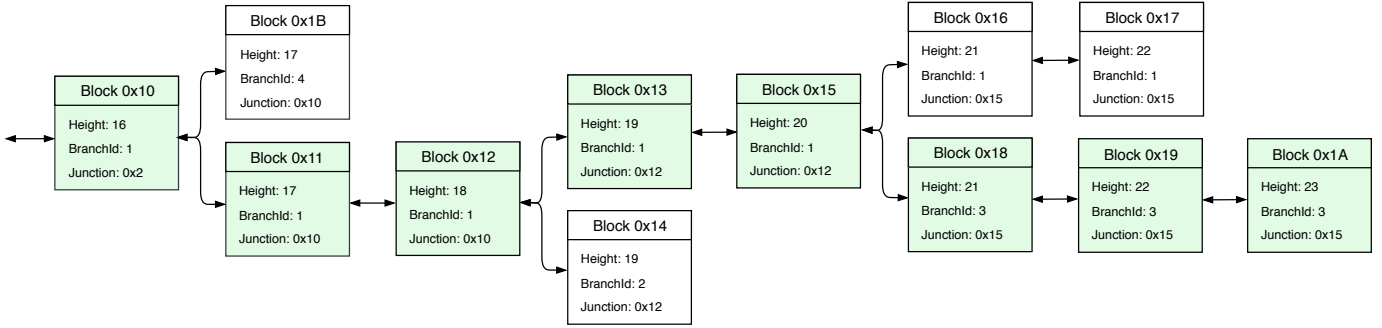 Block 0x10
Height: 16
BranchId: 1
Junction: 0x2
Block 0x1B
Height: 17
BranchId: 4
Junction: 0x10
Block 0x11
Height: 17
BranchId: 1
Junction: 0x10
Block 0x12
Height: 18
BranchId: 1
Junction: 0x10
Block 0x13
Height: 19
BranchId: 1
Junction: 0x12
Block 0x14
Height: 19
BranchId: 2
Junction: 0x12
Block 0x15
Height: 20
BranchId: 1
Junction: 0x12
Block 0x16
Height: 21
BranchId: 1
Junction: 0x15
Block 0x17
Height: 22
BranchId: 1
Junction: 0x15
Block 0x18
Height: 21
BranchId: 3
Junction: 0x15
Block 0x19
Height: 22
BranchId: 3
Junction: 0x15
Block 0x1A
Height: 23
BranchId: 3
Junction: 0x15